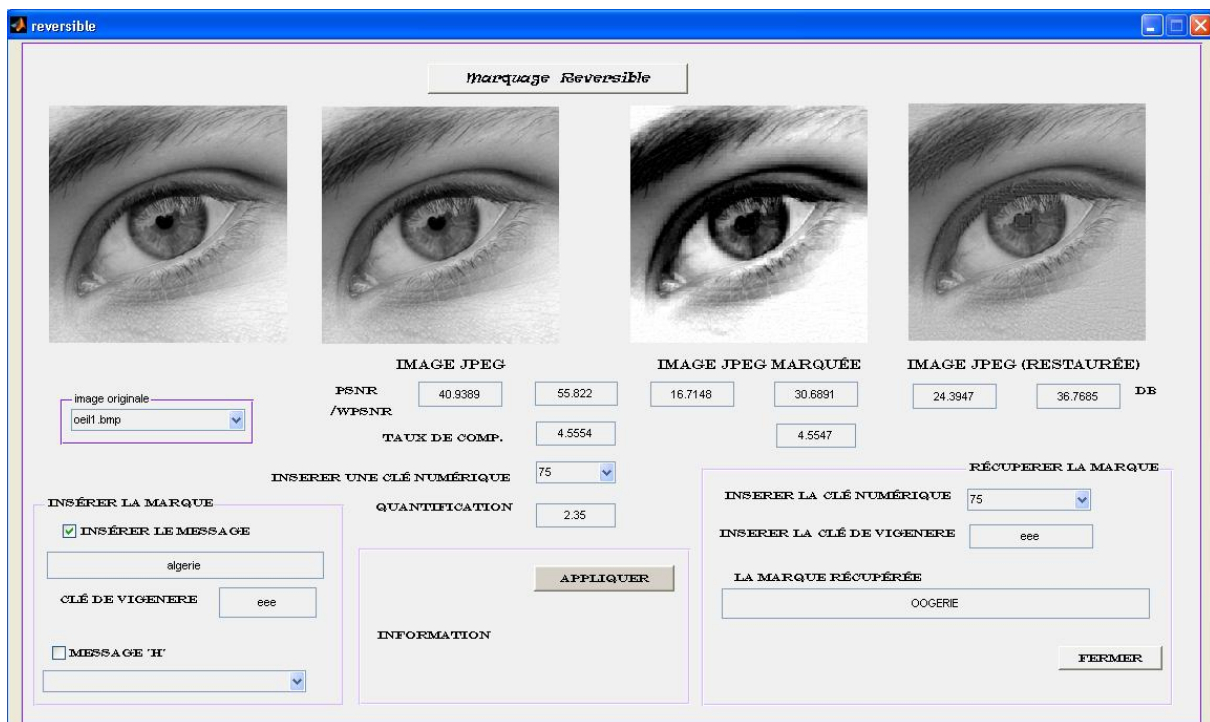 reversible
Marquage Reversible
IMAGE JPEG
IMAGE JPEG MARQUÉE
IMAGE JPEG (RESTAURÉE)
image originale
oeil1.bmp
PSNR
/WPSNR
40.9389
55.822
16.7148
30.6891
24.3947
36.7685
DB
TAUX DE COMP.
4.5554
4.5547
INSERER UNE CLÉ NUMÉRIQUE
75
QUANTIFICATION
2.35
INSÉRER LA MARQUE
INSÉRER LE MESSAGE
algerie
CLÉ DE VIGENERE
eee
MESSAGE 'H'
APPLIQUER
INFORMATION
RÉCUPERER LA MARQUE
INSERER LA CLÉ NUMÉRIQUE
75
INSERER LA CLÉ DE VIGENERE
eee
LA MARQUE RÉCUPÉRÉE
OOGERIE
FERMER